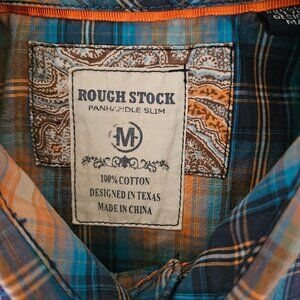 ROUGH STOCK
PANHANDLE SLIM
M
100% COTTON
DESIGNED IN TEXAS
MADE IN CHINA